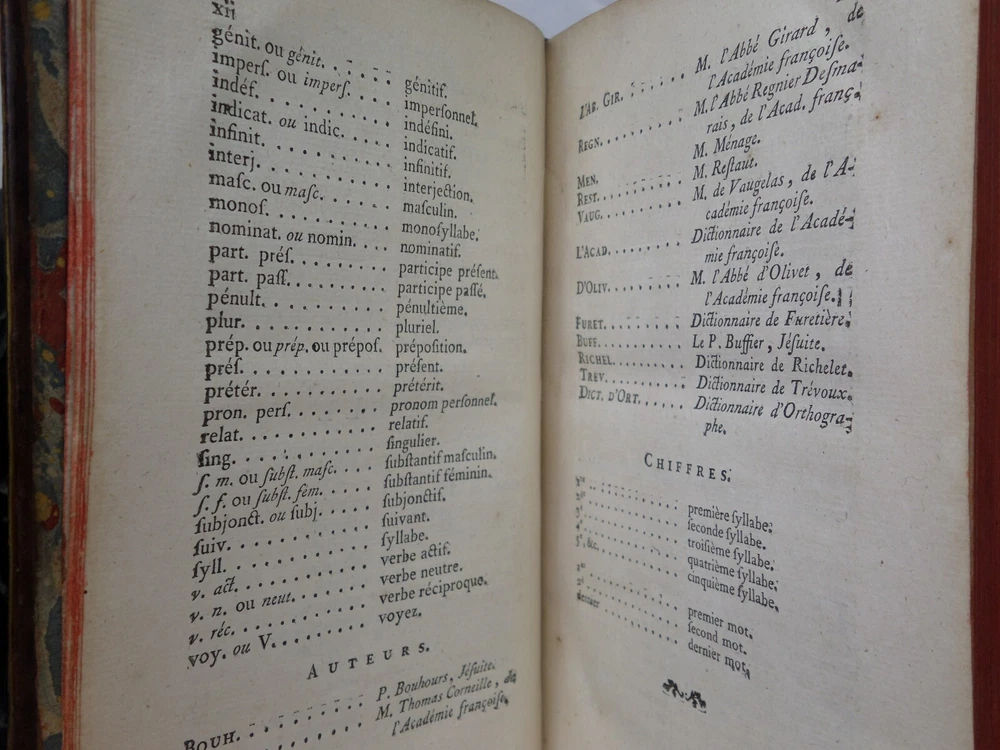 xij
génit. ou génit. . . . . . génitif.
imperſ. ou imperſ. . . . . imperſonnel.
indéf. . . . . . . . . . . indéfini.
indicat. ou indic. . . . . indicatif.
infinit. . . . . . . . . . infinitif.
interj. . . . . . . . . . interjection.
maſc. ou maſc. . . . . . . maſculin.
monoſ. . . . . . . . . . . monoſyllabe.
nominat. ou nomin. . . . . nominatif.
part. préſ. . . . . . . . participe préſent.
part. paſſ. . . . . . . . participe paſſé.
pénult. . . . . . . . . . pénultième.
plur. . . . . . . . . . . pluriel.
prép. ou prép. ou prépoſ. prépoſition.
préſ. . . . . . . . . . . préſent.
prétér. . . . . . . . . . prétérit.
pron. perſ. . . . . . . . pronom perſonnel.
relat. . . . . . . . . . . relatif.
ſing. . . . . . . . . . . ſingulier.
ſ. m. ou ſubſt. maſc. . . . ſubſtantif maſculin.
ſ. f. ou ſubſt. fém. . . . ſubſtantif féminin.
ſubjonct. ou ſubj. . . . . ſubjonctif.
ſuiv. . . . . . . . . . . ſuivant.
ſyll. . . . . . . . . . . ſyllabe.
v. act. . . . . . . . . . verbe actif.
v. n. ou neut. . . . . . . verbe neutre.
v. réc. . . . . . . . . . verbe réciproque.
voy. ou V. . . . . . . . . voyez.
AUTEURS.
BOUH. . . . . . . . . . . P. Bouhours, Jéſuite.
M. Thomas Corneille, de
l'Académie françoiſe.
L'AB. GIR. . . . . . . . M. l'Abbé Girard, de
l'Académie françoiſe.
REGN. . . . . . . . . . . M. l'Abbé Regnier Deſma-
rais, de l'Acad. franç.
MEN. . . . . . . . . . . M. Ménage.
REST. . . . . . . . . . . M. Reſtaut.
VAUG. . . . . . . . . . . M. de Vaugelas, de l'A-
cadémie françoiſe.
L'ACAD. . . . . . . . . . Dictionnaire de l'Acadé-
mie françoiſe.
D'OLIV. . . . . . . . . . M. l'Abbé d'Olivet, de
l'Académie françoiſe.
FURET. . . . . . . . . . Dictionnaire de Furetière.
BUFF. . . . . . . . . . . Le P. Buffier, Jéſuite.
RICHEL. . . . . . . . . . Dictionnaire de Richelet.
TRÉV. . . . . . . . . . . Dictionnaire de Trévoux.
DICT. D'ORT. . . . . . . Dictionnaire d'Orthogra-
phe.
CHIFFRES.
1re . . . . . . . . . . . première ſyllabe.
2de . . . . . . . . . . . ſeconde ſyllabe.
3e . . . . . . . . . . . troiſième ſyllabe.
4e . . . . . . . . . . . quatrième ſyllabe.
5e, &c. . . . . . . . . . cinquième ſyllabe.
1er . . . . . . . . . . . premier mot.
2d . . . . . . . . . . . ſecond mot.
dernier . . . . . . . . . dernier mot.